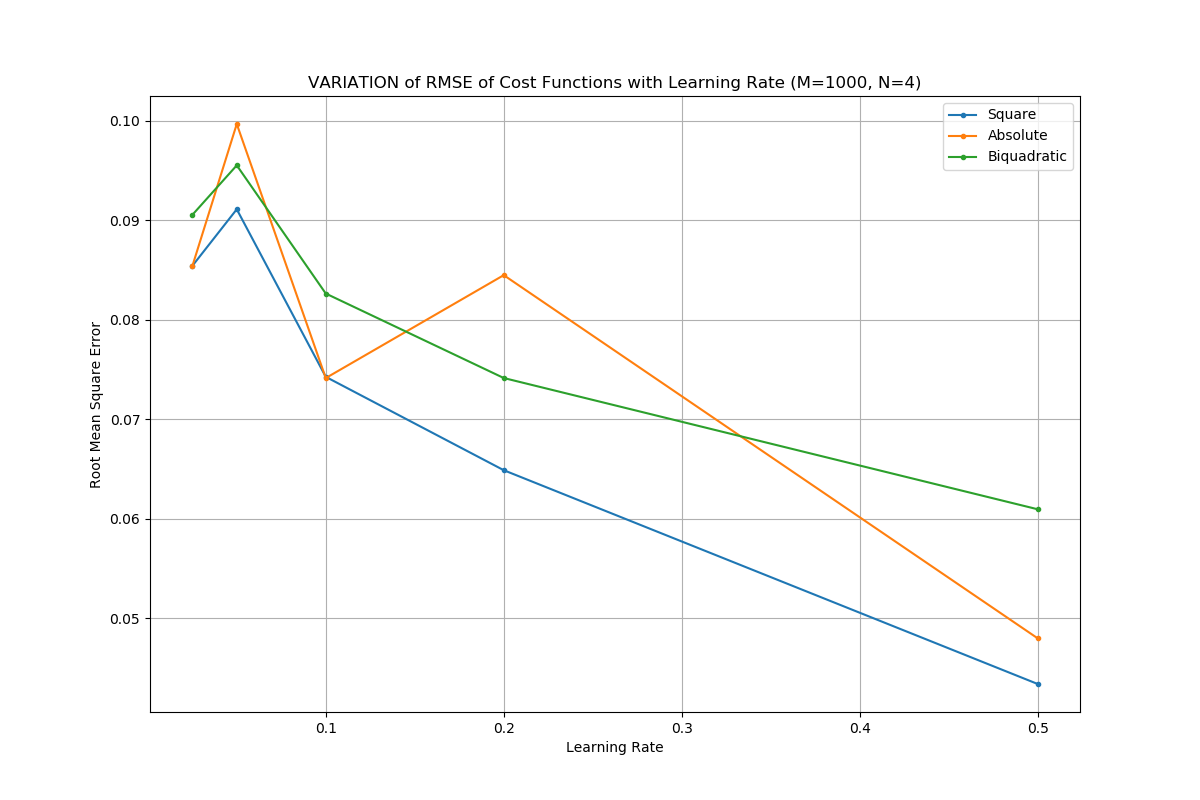 VARIATION of RMSE of Cost Functions with Learning Rate (M=1000, N=4)
Square
Absolute
Biquadratic
0.10
0.09
0.08
0.07
0.06
0.05
Root Mean Square Error
0.1 0.2 0.3 0.4 0.5
Learning Rate